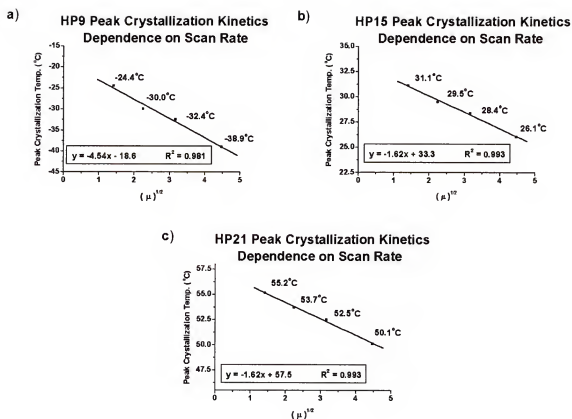 a)
HP9 Peak Crystallization Kinetics
Dependence on Scan Rate
Peak Crystallization Temp. (°C)
-15
-20
-25
-30
-35
-40
-45
-24.4°C
-30.0°C
-32.4°C
-38.9°C
y = -4.54x - 18.6 R² = 0.981
0 1 2 3 4 5
(μ)^1/2
b)
HP15 Peak Crystallization Kinetics
Dependence on Scan Rate
Peak Crystallization Temp. (°C)
36.0
33.0
30.0
27.0
24.0
22.5
31.1°C
29.5°C
28.4°C
26.1°C
y = -1.62x + 33.3 R² = 0.993
0 1 2 3 4 5
(μ)^1/2
c)
HP21 Peak Crystallization Kinetics
Dependence on Scan Rate
Peak Crystallization Temp. (°C)
57.5
55.0
52.5
50.0
47.5
55.2°C
53.7°C
52.5°C
50.1°C
y = -1.62x + 57.5 R² = 0.993
0 1 2 3 4 5
(μ)^1/2